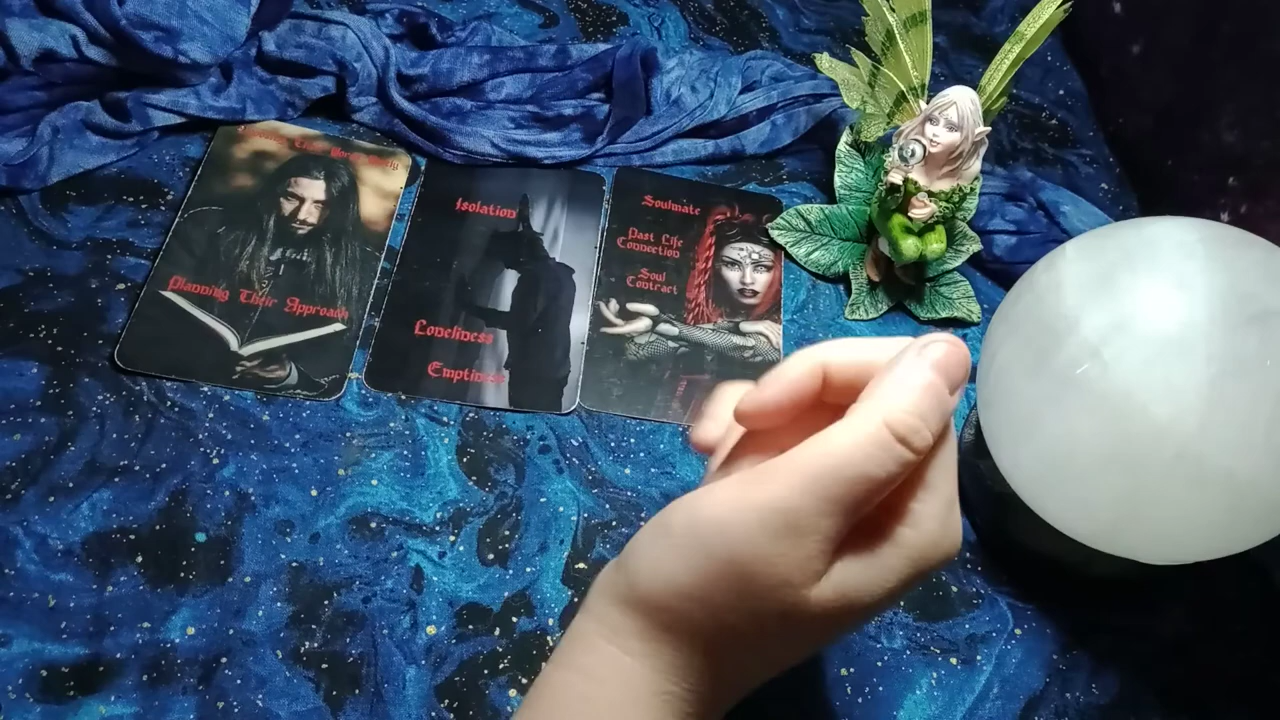 Planning Their Approach
Isolation
Loneliness
Emptiness
Soulmate
Past Life
Connection
Soul
Contract